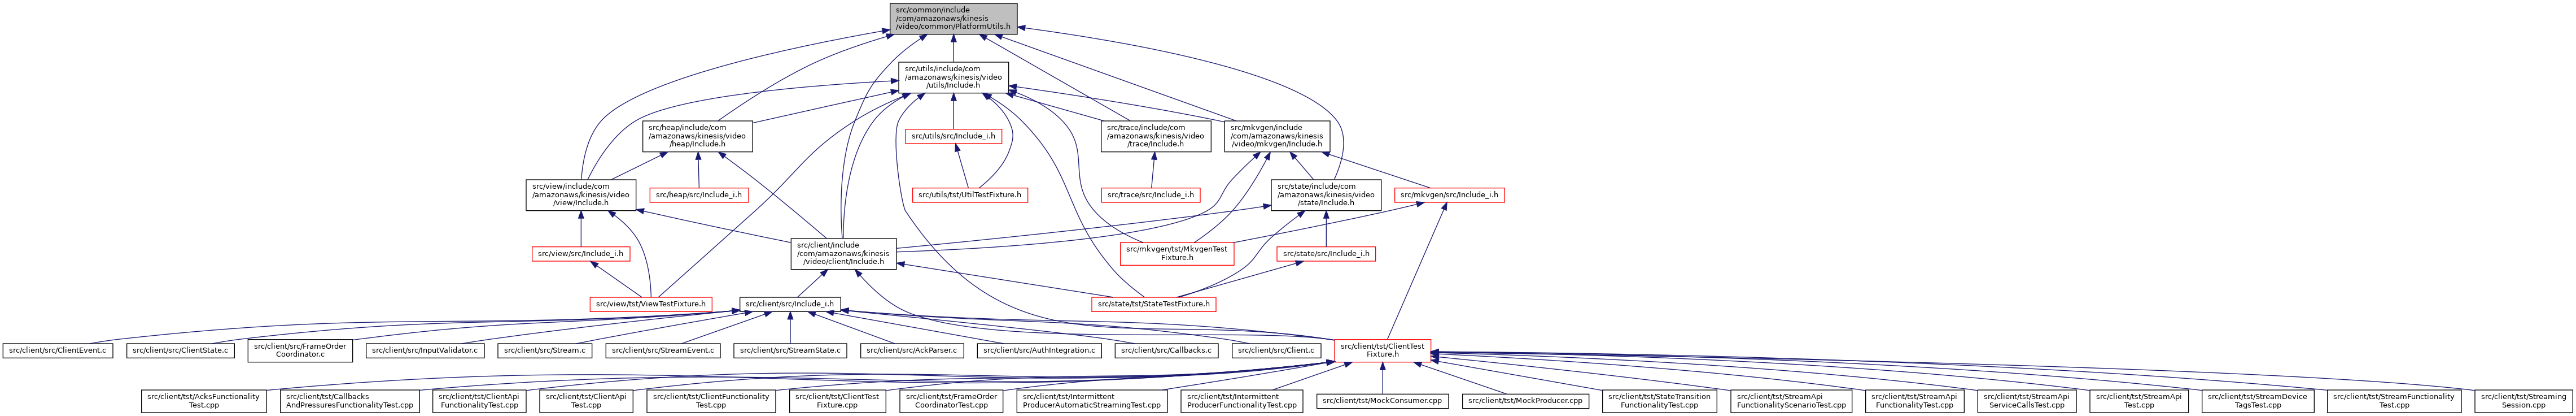 src/common/include
/com/amazonaws/kinesis
/video/common/PlatformUtils.h
src/utils/include/com
/amazonaws/kinesis/video
/utils/Include.h
src/heap/include/com
/amazonaws/kinesis/video
/heap/Include.h
src/utils/src/Include_i.h
src/trace/include/com
/amazonaws/kinesis/video
/trace/Include.h
src/mkvgen/include
/com/amazonaws/kinesis
/video/mkvgen/Include.h
src/view/include/com
/amazonaws/kinesis/video
/view/Include.h
src/heap/src/Include_i.h
src/utils/tst/UtilTestFixture.h
src/trace/src/Include_i.h
src/state/include/com
/amazonaws/kinesis/video
/state/Include.h
src/mkvgen/src/Include_i.h
src/view/src/Include_i.h
src/client/include
/com/amazonaws/kinesis
/video/client/Include.h
src/mkvgen/tst/MkvgenTest
Fixture.h
src/state/src/Include_i.h
src/view/tst/ViewTestFixture.h
src/client/src/Include_i.h
src/state/tst/StateTestFixture.h
src/client/src/ClientEvent.c
src/client/src/ClientState.c
src/client/src/FrameOrder
Coordinator.c
src/client/src/InputValidator.c
src/client/src/Stream.c
src/client/src/StreamEvent.c
src/client/src/StreamState.c
src/client/src/AckParser.c
src/client/src/AuthIntegration.c
src/client/src/Callbacks.c
src/client/src/Client.c
src/client/tst/ClientTest
Fixture.h
src/client/tst/AcksFunctionality
Test.cpp
src/client/tst/Callbacks
AndPressuresFunctionalityTest.cpp
src/client/tst/ClientApi
FunctionalityTest.cpp
src/client/tst/ClientApi
Test.cpp
src/client/tst/ClientFunctionality
Test.cpp
src/client/tst/ClientTest
Fixture.cpp
src/client/tst/FrameOrder
CoordinatorTest.cpp
src/client/tst/Intermittent
ProducerAutomaticStreamingTest.cpp
src/client/tst/Intermittent
ProducerFunctionalityTest.cpp
src/client/tst/MockConsumer.cpp
src/client/tst/MockProducer.cpp
src/client/tst/StateTransition
FunctionalityTest.cpp
src/client/tst/StreamApi
FunctionalityScenarioTest.cpp
src/client/tst/StreamApi
FunctionalityTest.cpp
src/client/tst/StreamApi
ServiceCallsTest.cpp
src/client/tst/StreamApi
Test.cpp
src/client/tst/StreamDevice
TagsTest.cpp
src/client/tst/StreamFunctionality
Test.cpp
src/client/tst/Streaming
Session.cpp